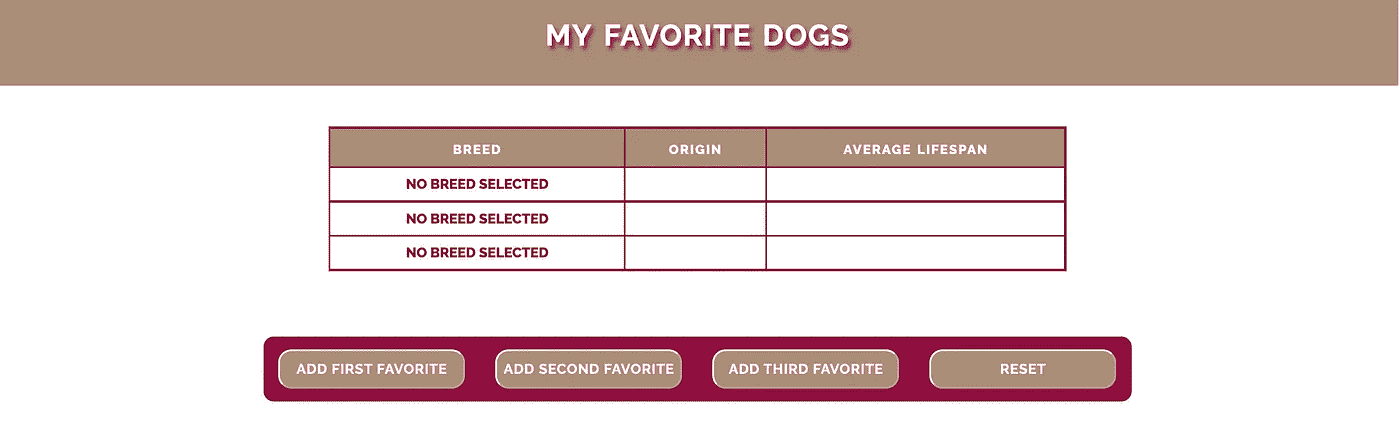 MY FAVORITE DOGS
BREED ORIGIN AVERAGE LIFESPAN
NO BREED SELECTED
NO BREED SELECTED
NO BREED SELECTED
ADD FIRST FAVORITE ADD SECOND FAVORITE ADD THIRD FAVORITE RESET